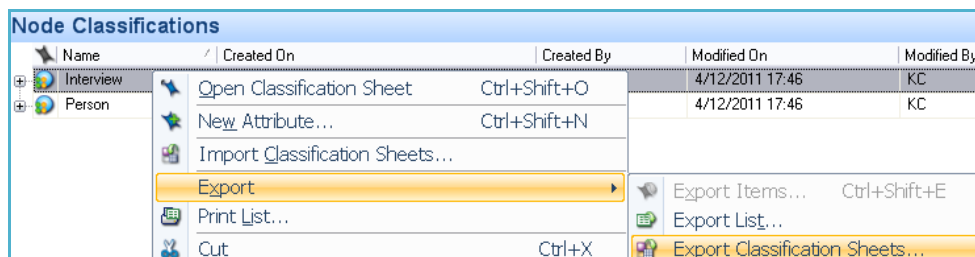 Node Classifications
Name / Created On Created By Modified On Modified By
Interview 4/12/2011 17:46 KC
Person 4/12/2011 17:46 KC
Open Classification Sheet Ctrl+Shift+O
New Attribute... Ctrl+Shift+N
Import Classification Sheets...
Export
Export Items... Ctrl+Shift+E
Print List...
Export List...
Cut Ctrl+X
Export Classification Sheets...